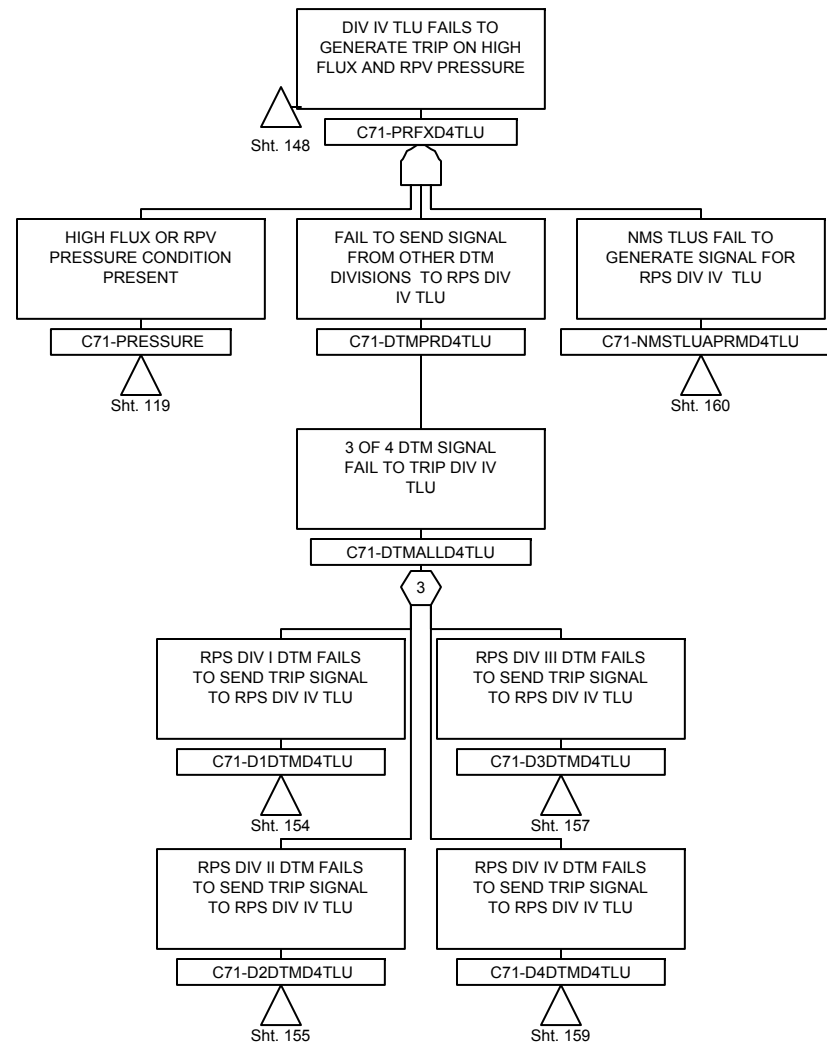 DIV IV TLU FAILS TO
GENERATE TRIP ON HIGH
FLUX AND RPV PRESSURE
C71-PRFXD4TLU
Sht. 148
HIGH FLUX OR RPV
PRESSURE CONDITION
PRESENT
C71-PRESSURE
Sht. 119
FAIL TO SEND SIGNAL
FROM OTHER DTM
DIVISIONS TO RPS DIV
IV TLU
C71-DTMPRD4TLU
NMS TLUS FAIL TO
GENERATE SIGNAL FOR
RPS DIV IV TLU
C71-NMSTLUAPRMD4TLU
Sht. 160
3 OF 4 DTM SIGNAL
FAIL TO TRIP DIV IV
TLU
C71-DTMALLD4TLU
3
RPS DIV I DTM FAILS
TO SEND TRIP SIGNAL
TO RPS DIV IV TLU
C71-D1DTMD4TLU
Sht. 154
RPS DIV III DTM FAILS
TO SEND TRIP SIGNAL
TO RPS DIV IV TLU
C71-D3DTMD4TLU
Sht. 157
RPS DIV II DTM FAILS
TO SEND TRIP SIGNAL
TO RPS DIV IV TLU
C71-D2DTMD4TLU
Sht. 155
RPS DIV IV DTM FAILS
TO SEND TRIP SIGNAL
TO RPS DIV IV TLU
C71-D4DTMD4TLU
Sht. 159